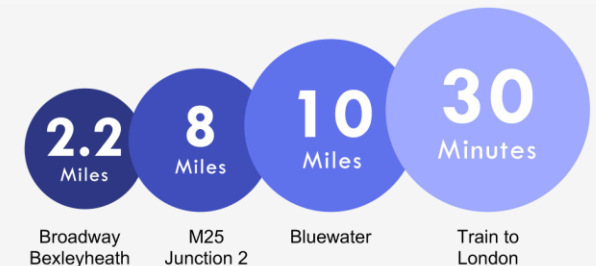 2.2
Miles
8
Miles
10
Miles
30
Minutes
Broadway
Bexleyheath
M25
Junction 2
Bluewater
Train to
London